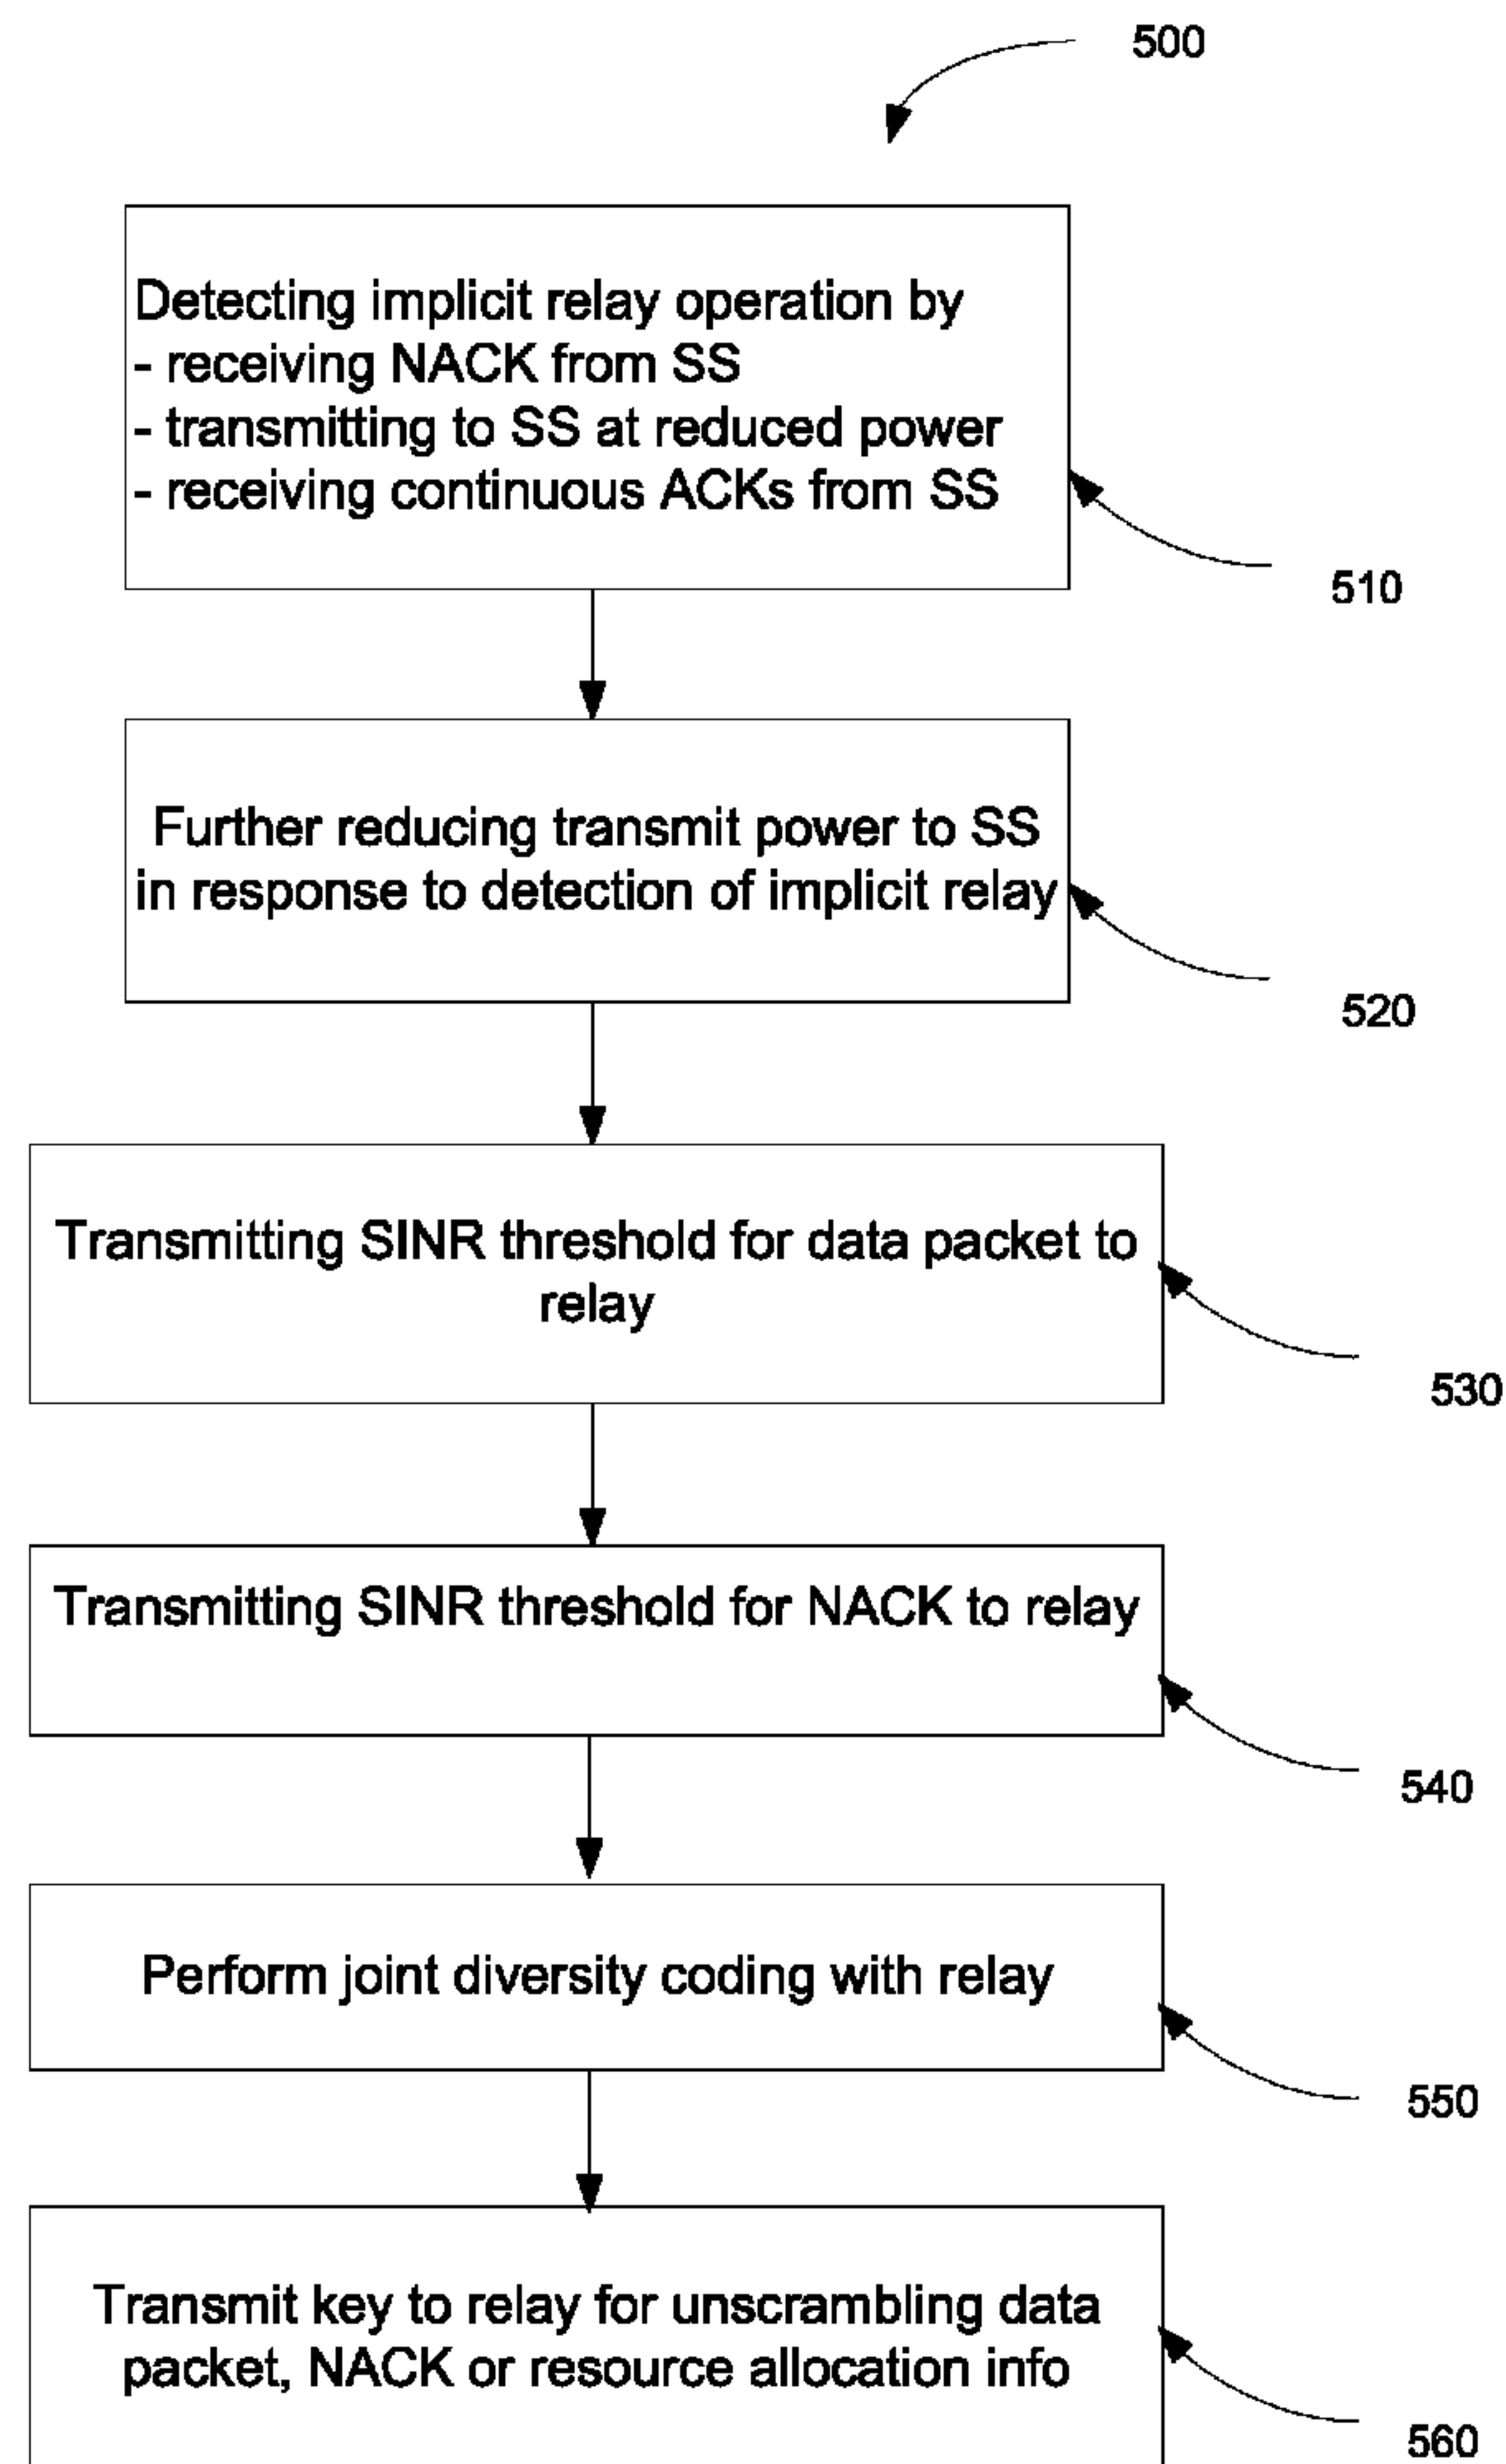 500
Detecting implicit relay operation by
- receiving NACK from SS
- transmitting to SS at reduced power
- receiving continuous ACKs from SS
510
Further reducing transmit power to SS
in response to detection of implicit relay
520
Transmitting SINR threshold for data packet to
relay
530
Transmitting SINR threshold for NACK to relay
540
Perform joint diversity coding with relay
550
Transmit key to relay for unscrambling data
packet, NACK or resource allocation info
560